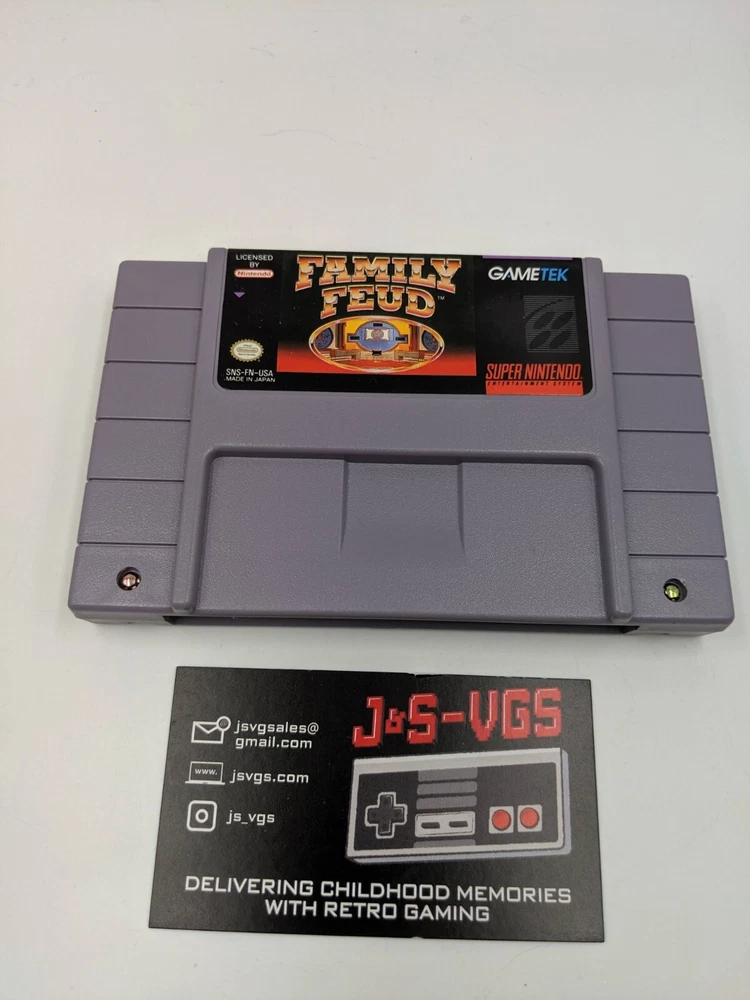 LICENSED
BY
Nintendo
FAMILY
FEUD™
GAMETEK
SNS-FN-USA
MADE IN JAPAN
SUPER NINTENDO
ENTERTAINMENT SYSTEM
J&S-VGS
jsvgsales@
gmail.com
www.
jsvgs.com
js_vgs
DELIVERING CHILDHOOD MEMORIES
WITH RETRO GAMING